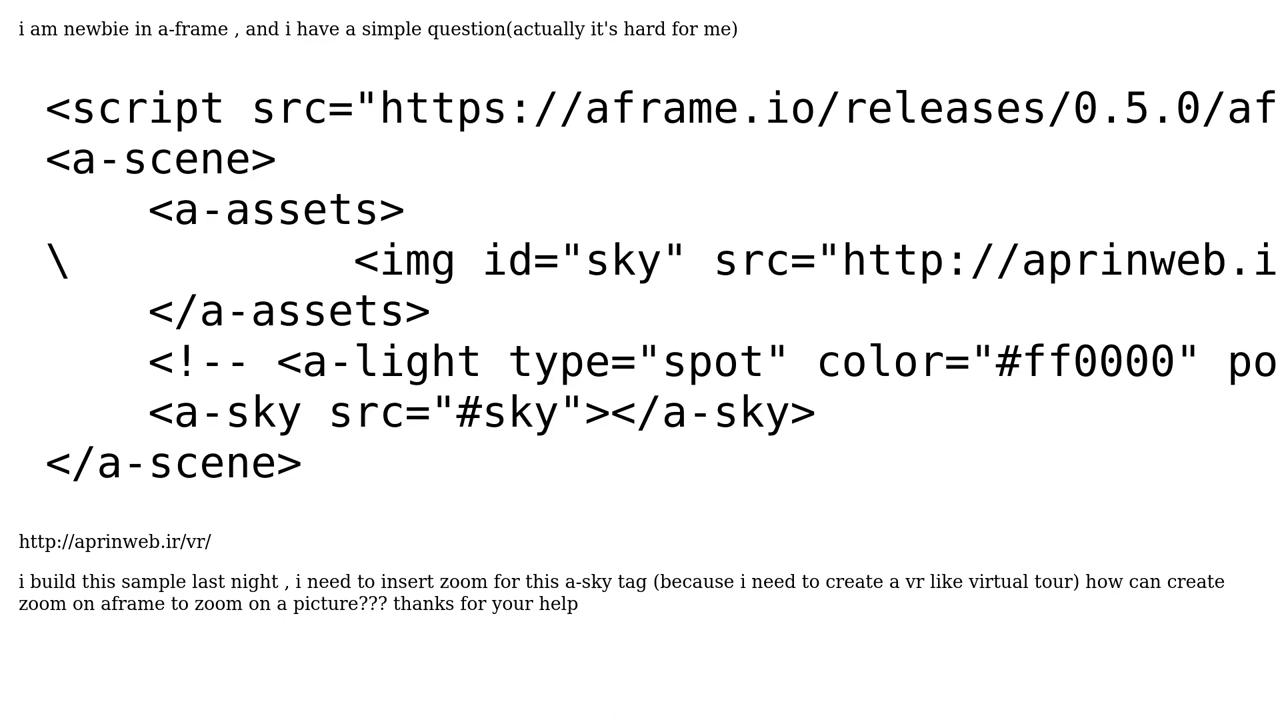 i am newbie in a-frame , and i have a simple question(actually it's hard for me)
<script src="https://aframe.io/releases/0.5.0/af
<a-scene>
    <a-assets>
\           <img id="sky" src="http://aprinweb.i
    </a-assets>
    <!-- <a-light type="spot" color="#ff0000" po
    <a-sky src="#sky"></a-sky>
</a-scene>
http://aprinweb.ir/vr/
i build this sample last night , i need to insert zoom for this a-sky tag (because i need to create a vr like virtual tour) how can create
zoom on aframe to zoom on a picture??? thanks for your help